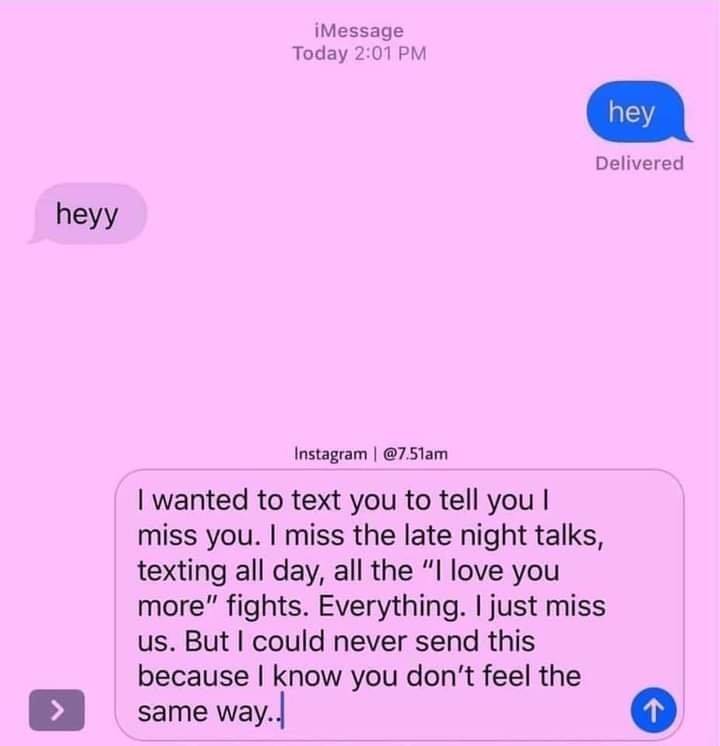 iMessage
Today 2:01 PM
hey
Delivered
heyy
Instagram | @7.51am
I wanted to text you to tell you I
miss you. I miss the late night talks,
texting all day, all the “I love you
more” fights. Everything. I just miss
us. But I could never send this
because I know you don’t feel the
same way..